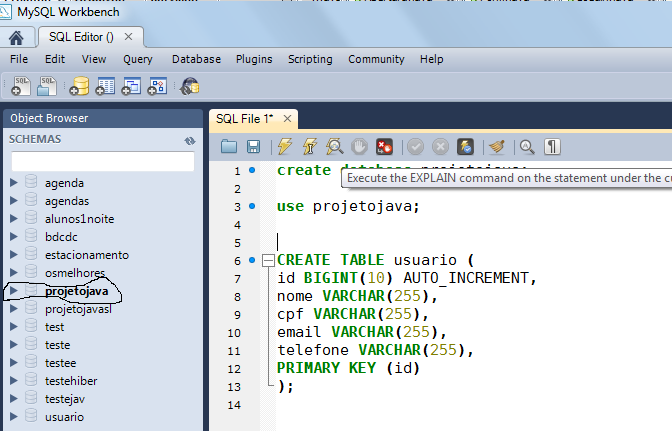 MySQL Workbench
SQL Editor ()
File Edit View Query Database Plugins Scripting Community Help
SQL SQL
Object Browser
SCHEMAS
agenda
agendas
alunos1noite
bdcdc
estacionamento
osmelhores
projetojava
projetojavasl
test
teste
testee
testehiber
testejav
usuario
SQL File 1*
1 create database projetojava;
Execute the EXPLAIN command on the statement under the cu
2
3 use projetojava;
4
5
6 CREATE TABLE usuario (
7 id BIGINT(10) AUTO_INCREMENT,
8 nome VARCHAR(255),
9 cpf VARCHAR(255),
10 email VARCHAR(255),
11 telefone VARCHAR(255),
12 PRIMARY KEY (id)
13 );
14